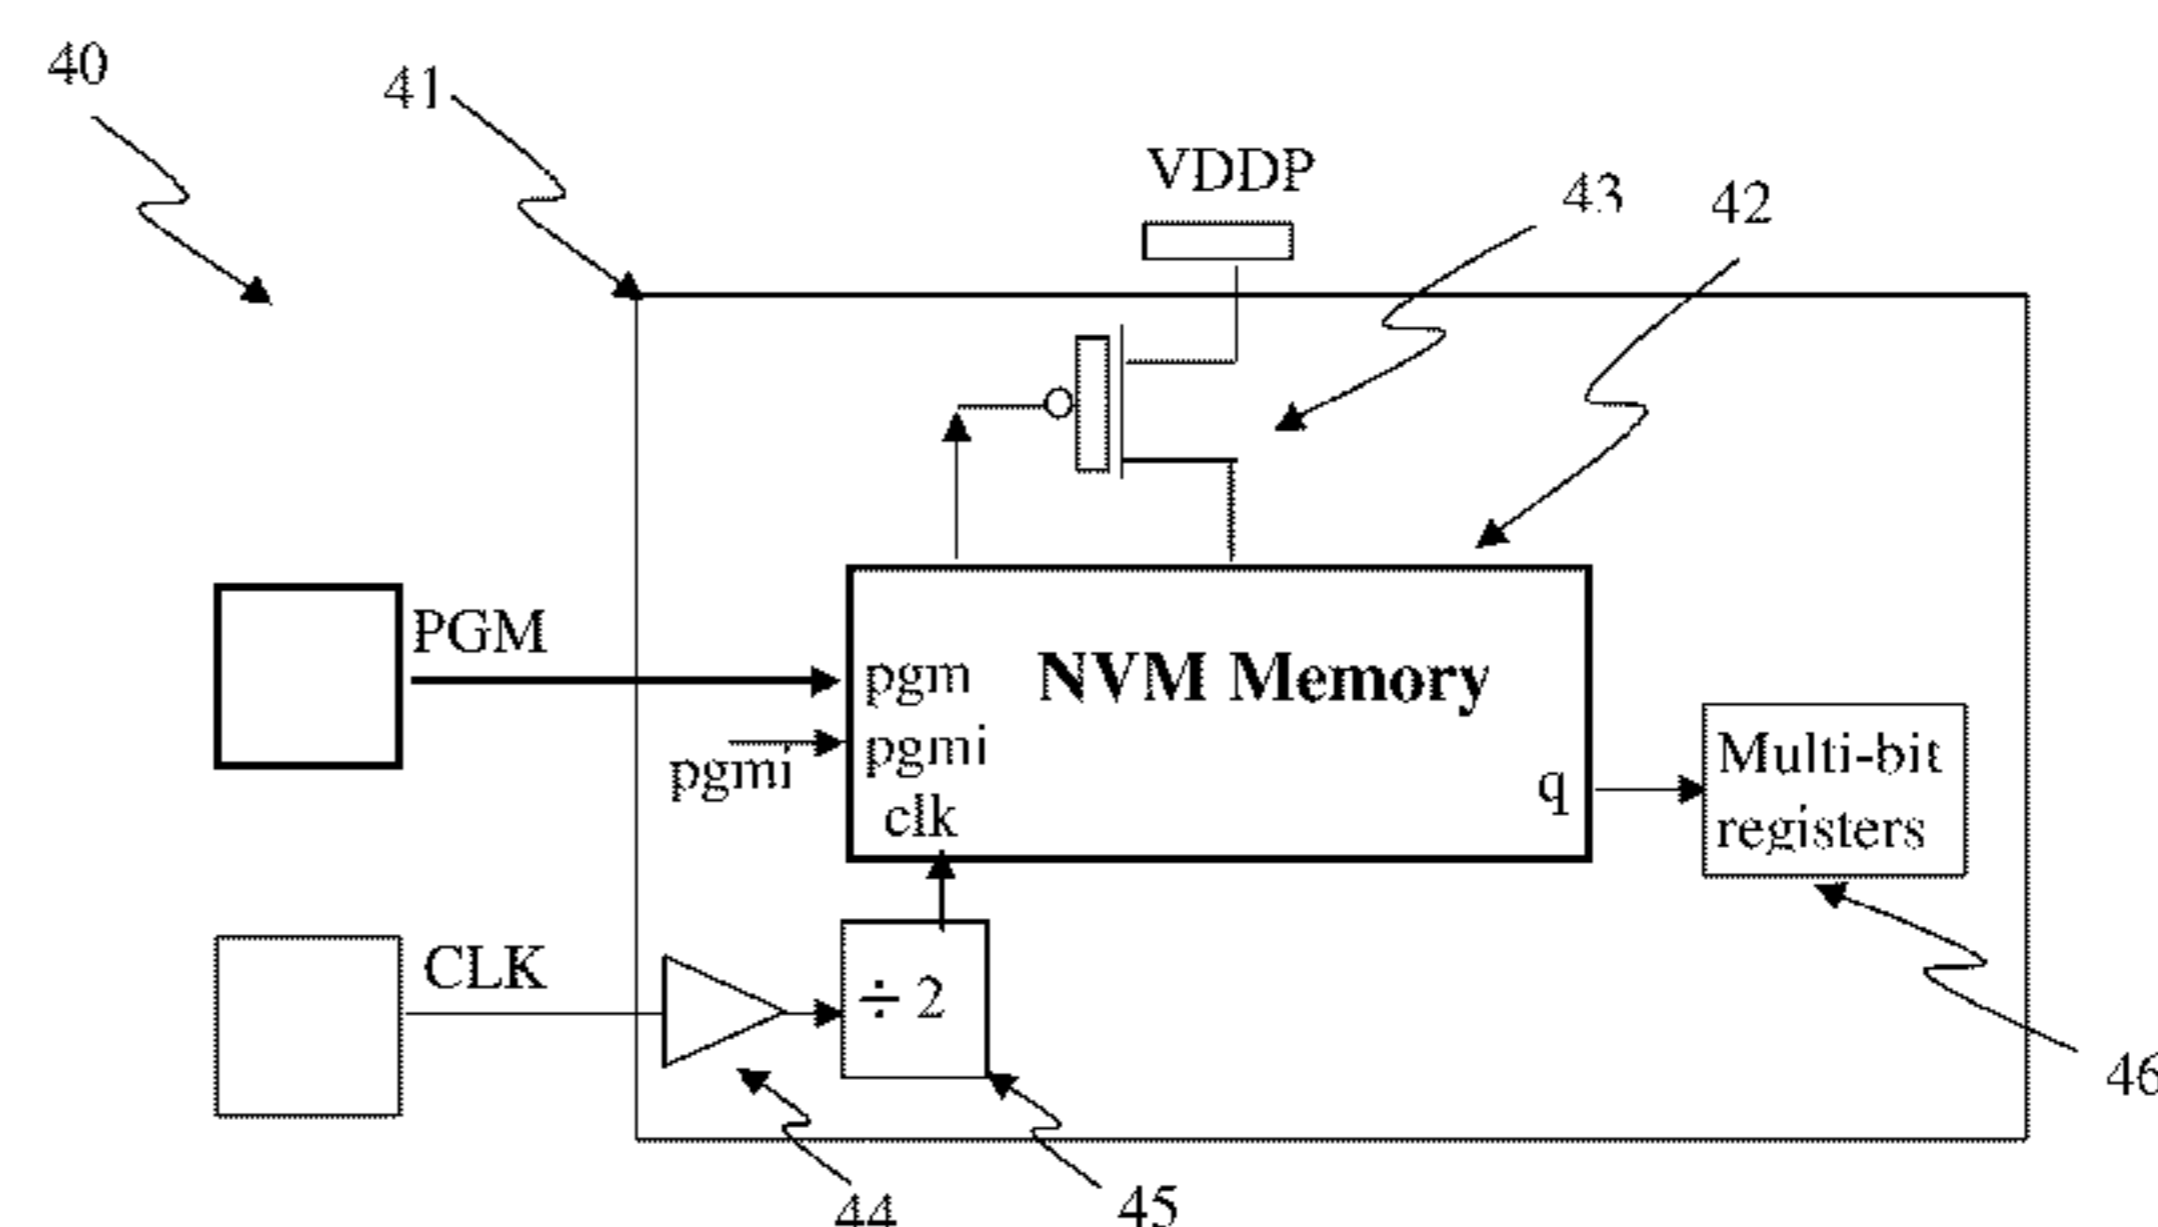 40
41
VDDP
43
42
PGM
pgm
NVM Memory
pgmi
pgmi
clk
q
Multi-bit
registers
CLK
÷ 2
46
44
45